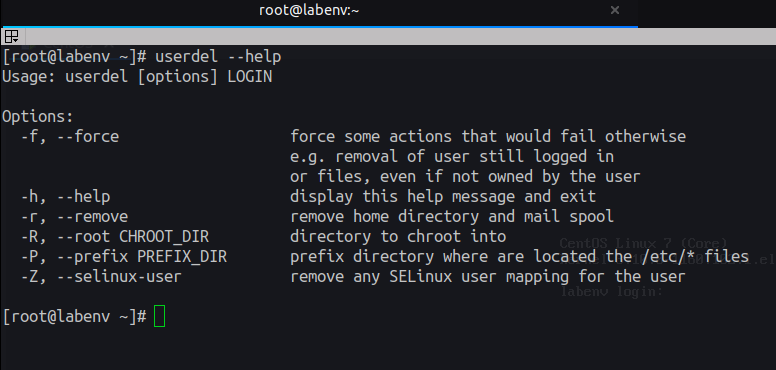 root@labenv:~
[root@labenv ~]# userdel --help
Usage: userdel [options] LOGIN
Options:
-f, --force force some actions that would fail otherwise
e.g. removal of user still logged in
or files, even if not owned by the user
-h, --help display this help message and exit
-r, --remove remove home directory and mail spool
-R, --root CHROOT_DIR directory to chroot into
CentOS Linux 7 (Core)
-P, --prefix PREFIX_DIR prefix directory where are located the /etc/* files
-Z, --selinux-user remove any SELinux user mapping for the user
labenv login:
[root@labenv ~]#